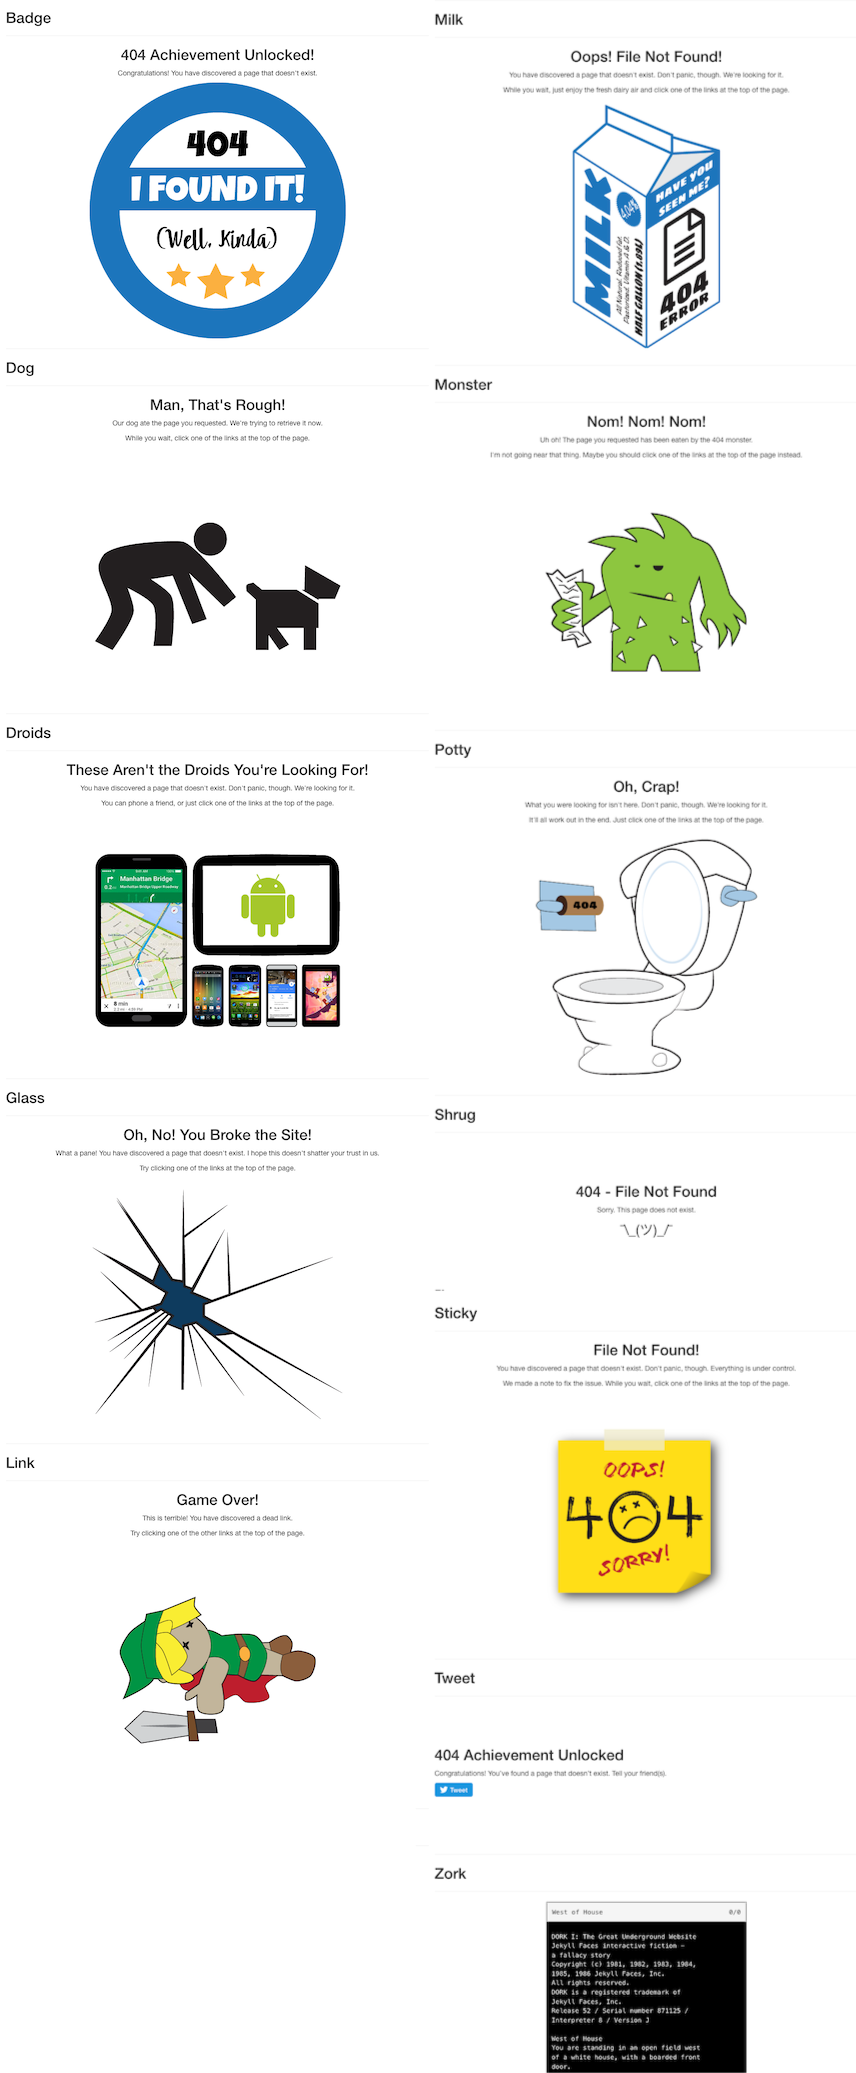 Badge
404 Achievement Unlocked!
Congratulations! You have discovered a page that doesn't exist.
404
I FOUND IT!
(Well, Kinda)
Dog
Man, That's Rough!
Our dog ate the page you requested. We're trying to retrieve it now.
While you wait, click one of the links at the top of the page.
Droids
These Aren't the Droids You're Looking For!
You have discovered a page that doesn't exist. Don't panic, though. We're looking for it.
You can phone a friend, or just click one of the links at the top of the page.
Manhattan Bridge
Manhattan Bridge Upper Roadway
0.2
8 min
Glass
Oh, No! You Broke the Site!
What a pane! You have discovered a page that doesn't exist. I hope this doesn't shatter your trust in us.
Try clicking one of the links at the top of the page.
Link
Game Over!
This is terrible! You have discovered a dead link.
Try clicking one of the other links at the top of the page.
Milk
Oops! File Not Found!
You have discovered a page that doesn't exist. Don't panic, though. We're looking for it.
While you wait, just enjoy the fresh dairy air and click one of the links at the top of the page.
MILK
4.04%
All Natural, Reduced Fat,
Pasteurized, Vitamin A & D.
HALF GALLON (1.89L)
HAVE YOU
SEEN ME?
404
ERROR
Monster
Nom! Nom! Nom!
Uh oh! The page you requested has been eaten by the 404 monster.
I'm not going near that thing. Maybe you should click one of the links at the top of the page instead.
Potty
Oh, Crap!
What you were looking for isn't here. Don't panic, though. We're looking for it.
It'll all work out in the end. Just click one of the links at the top of the page.
404
Shrug
404 - File Not Found
Sorry. This page does not exist.
¯\_(ツ)_/¯
Sticky
File Not Found!
You have discovered a page that doesn't exist. Don't panic, though. Everything is under control.
We made a note to fix the issue. While you wait, click one of the links at the top of the page.
OOPS!
404
SORRY!
Tweet
404 Achievement Unlocked
Congratulations! You've found a page that doesn't exist. Tell your friend(s).
Tweet
Zork
West of House 0/0
DORK I: The Great Underground Website
Jekyll Faces interactive fiction –
a fallacy story
Copyright (c) 1981, 1982, 1983, 1984,
1985, 1986 Jekyll Faces, Inc.
All rights reserved.
DORK is a registered trademark of
Jekyll Faces, Inc.
Release 52 / Serial number 871125 /
Interpreter 8 / Version J
West of House
You are standing in an open field west
of a white house, with a boarded front
door.